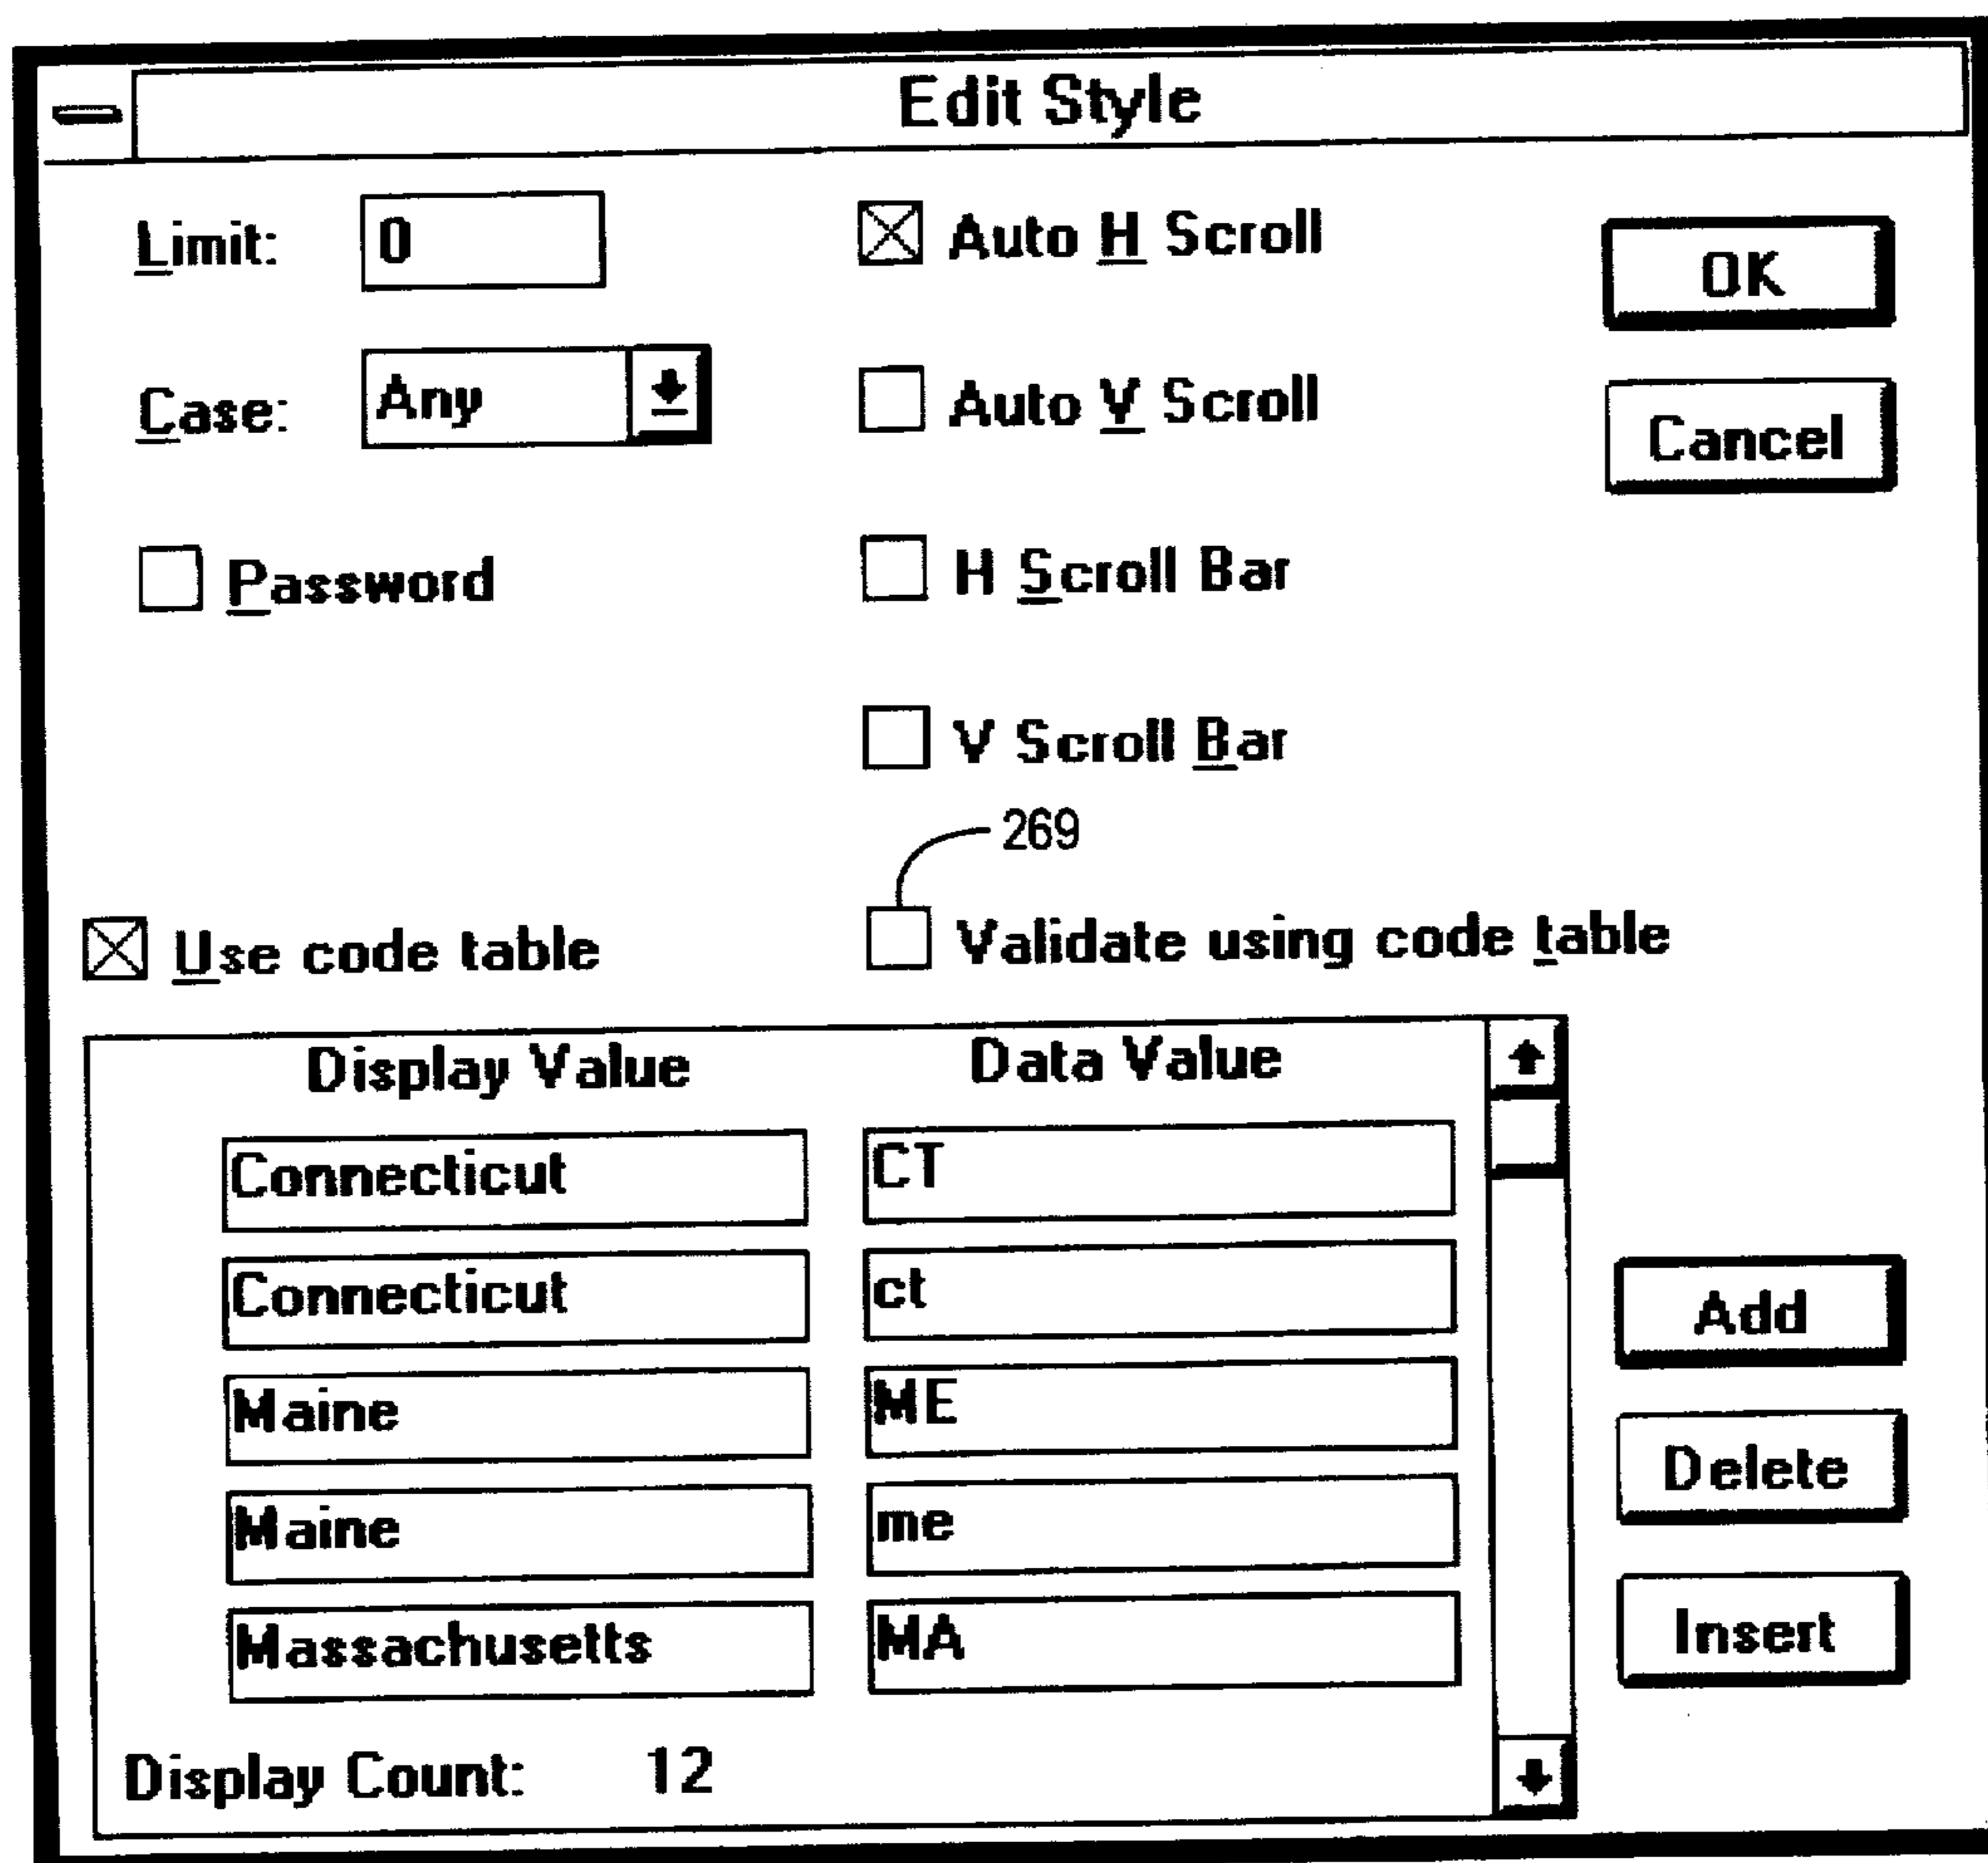 Edit Style
Limit: 0
Auto H Scroll
OK
Case: Any
Auto V Scroll
Cancel
Password
H Scroll Bar
V Scroll Bar
269
Use code table
Validate using code table
Display Value Data Value
Connecticut CT
Connecticut ct
Add
Maine ME
Delete
Maine me
Insert
Massachusetts MA
Display Count: 12